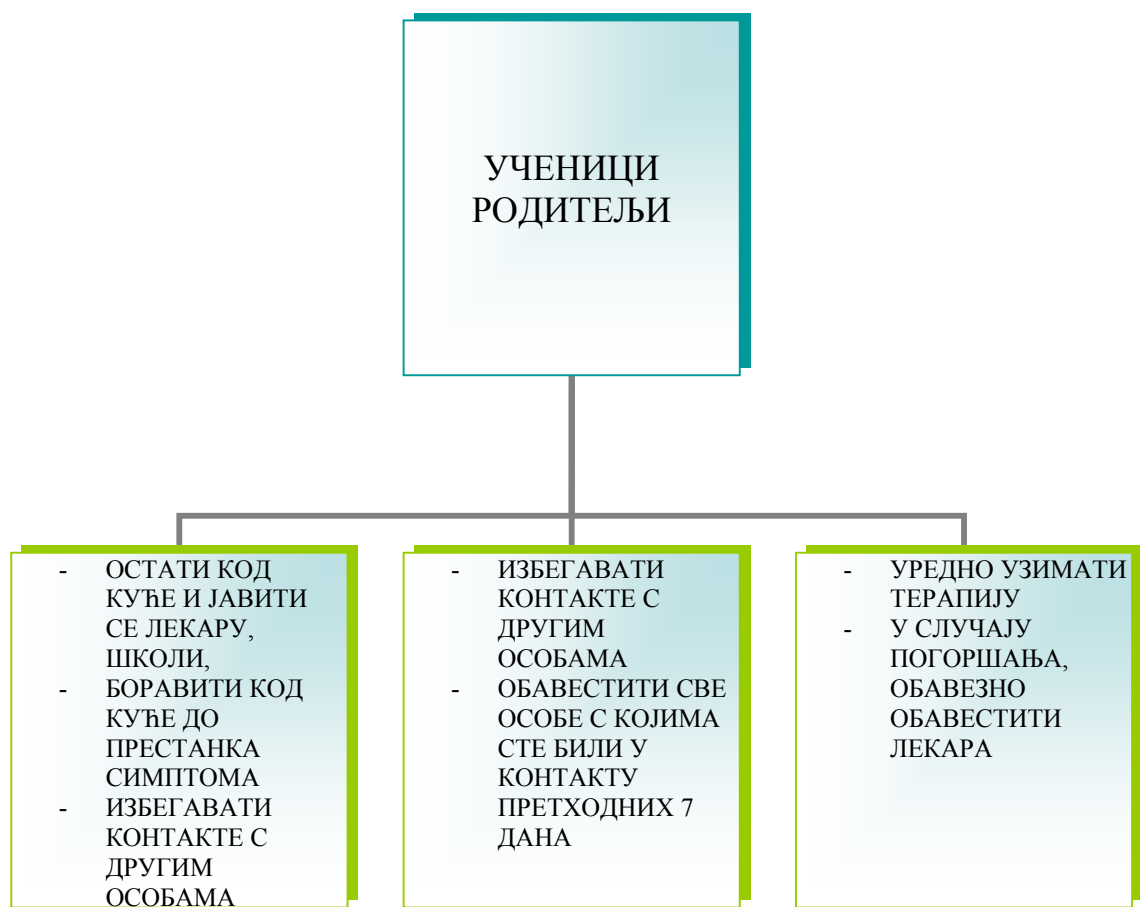 УЧЕНИЦИ
РОДИТЕЉИ
- ОСТАТИ КОД
КУЋЕ И ЈАВИТИ
СЕ ЛЕКАРУ,
ШКОЛИ,
- БОРАВИТИ КОД
КУЋЕ ДО
ПРЕСТАНКА
СИМПТОМА
- ИЗБЕГАВАТИ
КОНТАКТЕ С
ДРУГИМ
ОСОБАМА
- ИЗБЕГАВАТИ
КОНТАКТЕ С
ДРУГИМ
ОСОБАМА
- ОБАВЕСТИТИ СВЕ
ОСОБЕ С КОЈИМА
СТЕ БИЛИ У
КОНТАКТУ
ПРЕТХОДНИХ 7
ДАНА
- УРЕДНО УЗИМАТИ
ТЕРАПИЈУ
- У СЛУЧАЈУ
ПОГОРШАЊА,
ОБАВЕЗНО
ОБАВЕСТИТИ
ЛЕКАРА